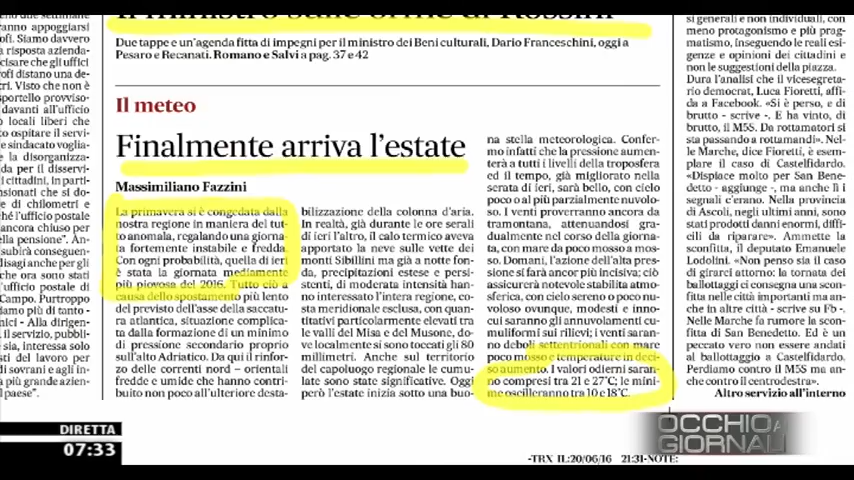 Il ministro sulle orme di Rossini
Due tappe e un'agenda fitta di impegni per il ministro dei Beni culturali, Dario Franceschini, oggi a
Pesaro e Recanati. Romano e Salvi a pag. 37 e 42
Il meteo
Finalmente arriva l'estate
Massimiliano Fazzini
La primavera si è congedata dalla
nostra regione in maniera del tut-
to anomala, regalando una giorna-
ta fortemente instabile e fredda.
Con ogni probabilità, quella di ieri
è stata la giornata mediamente
più piovosa del 2016. Tutto ciò a
causa dello spostamento più lento
del previsto dell'asse della saccatu-
ra atlantica, situazione complica-
ta dalla formazione di un minimo
di pressione secondario proprio
sull'alto Adriatico. Da qui il rinfor-
zo delle correnti nord - orientali
fredde e umide che hanno contri-
buito non poco all'ulteriore desta-
bilizzazione della colonna d'aria.
In realtà, già durante le ore serali
di ieri l'altro, il calo termico aveva
apportato la neve sulle vette dei
monti Sibillini ma già a notte fon-
da, precipitazioni estese e persi-
stenti, di moderata intensità han-
no interessato l'intera regione, co-
sta meridionale esclusa, con quan-
titativi particolarmente elevati tra
le valli del Misa e del Musone, do-
ve localmente si sono toccati gli 80
millimetri. Anche sul territorio
del capoluogo regionale le cumu-
late sono state significative. Oggi
però l'estate inizia sotto una buo-
na stella meteorologica. Confer-
mo infatti che la pressione aumen-
terà a tutti i livelli della troposfera
ed il tempo, già migliorato nella
serata di ieri, sarà bello, con cielo
poco o al più parzialmente nuvolo-
so. I venti proverranno ancora da
tramontana, attenuandosi gra-
dualmente nel corso della giorna-
ta, con mare da poco mosso a mos-
so. Domani, l'azione dell'alta pres-
sione si farà ancor più incisiva; ciò
assicurerà notevole stabilità atmo-
sferica, con cielo sereno o poco nu-
voloso ovunque, modesti e innoc-
cui saranno gli annuvolamenti cu-
muliformi sui rilievi; i venti saran-
no deboli settentrionali con mare
poco mosso e temperature in deci-
so aumento. I valori odierni saran-
no compresi tra 21 e 27°C; le mini-
me oscilleranno tra 10 e 18°C.
si generali e non individuali, con
meno protagonismo e più prag-
matismo, inseguendo le reali esi-
genze e opinioni dei cittadini e
non le suggestioni della piazza.
Dura l'analisi che il vicesegreta-
rio democrat, Luca Fioretti, affi-
da a Facebook. «Si è perso, e di
brutto - scrive -. E ha vinto, di
brutto, il M5S. Da rottamatori si
sta passando a rottamandi». Nel-
le Marche, dice Fioretti, è esem-
plare il caso di Castelfidardo.
«Dispiace molto per San Bene-
detto - aggiunge -, ma anche lì i
segnali c'erano. Nella provincia
di Ascoli, negli ultimi anni, sono
stati prodotti danni enormi, diffi-
cili da riparare». Ammette la
sconfitta, il deputato Emanuele
Lodolini. «Non penso sia il caso
di girarci attorno: la tornata dei
ballottaggi ci consegna una scon-
fitta nelle città importanti ma an-
che in altre città - scrive su Fb -.
Nelle Marche fa rumore la scon-
fitta di San Benedetto. Ed è un
peccato vero non essere andati
al ballottaggio a Castelfidardo.
Perdiamo contro il M5S ma an-
che contro il centrodestra».
Altro servizio all'interno
DIRETTA
07:33
OCCHIO AI
GIORNALI
-TRX IL:20/06/16 21:31-NOTE: